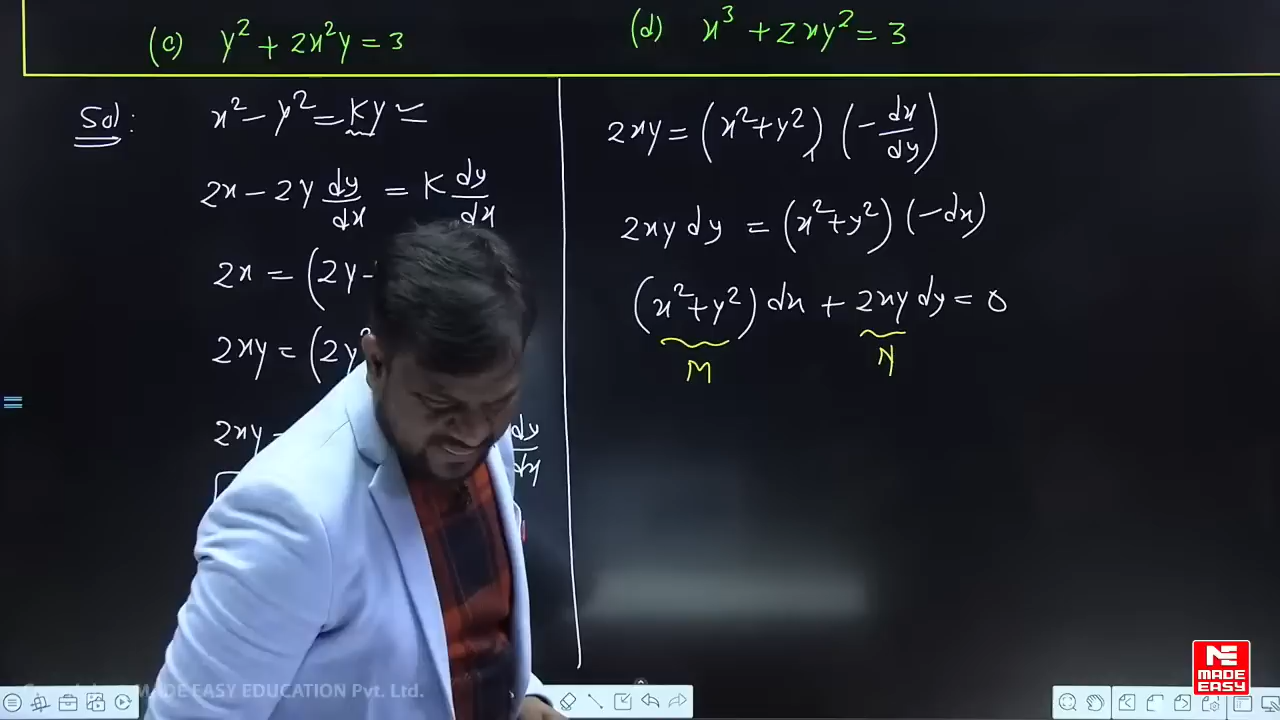 (c) y² + 2x²y = 3
(d) x³ + 2xy² = 3
Sol:
x² - y² = Ky =
2x - 2y dy/dx = K dy/dx
2x = (2y -
2xy = (2y²
2xy -
dy/dx
2xy = (x² + y²) (- dx/dy)
2xy dy = (x² + y²) (-dx)
(x² + y²) dx + 2xy dy = 0
M
N
MADE EASY EDUCATION Pvt. Ltd.
MADE
EASY